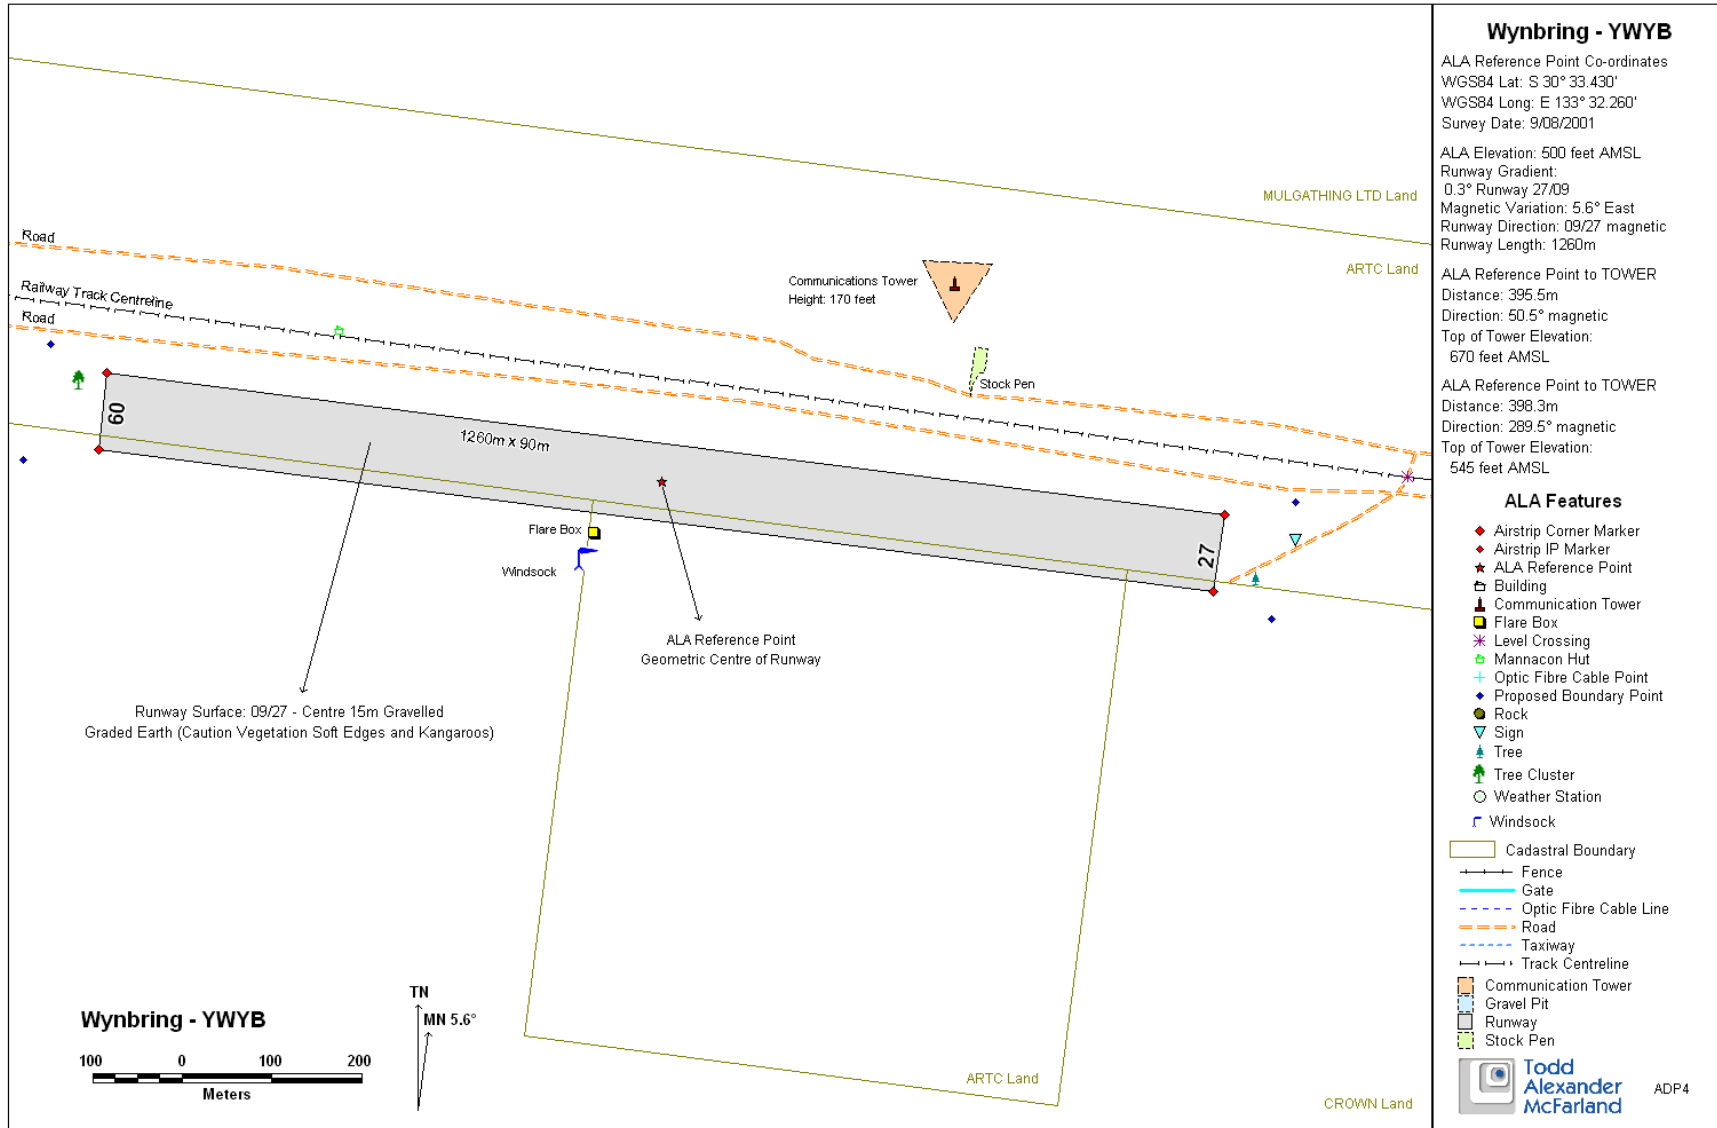 MULGATHING LTD Land
ARTC Land
Road
Railway Track Centreline
Road
Communications Tower
Height: 170 feet
Stock Pen
09
1260m x 90m
27
Flare Box
Windsock
ALA Reference Point
Geometric Centre of Runway
Runway Surface: 09/27 - Centre 15m Gravelled
Graded Earth (Caution Vegetation Soft Edges and Kangaroos)
TN
MN 5.6°
Wynbring - YWYB
100 0 100 200
Meters
ARTC Land
CROWN Land
Wynbring - YWYB
ALA Reference Point Co-ordinates
WGS84 Lat: S 30° 33.430'
WGS84 Long: E 133° 32.260'
Survey Date: 9/08/2001
ALA Elevation: 500 feet AMSL
Runway Gradient:
0.3° Runway 27/09
Magnetic Variation: 5.6° East
Runway Direction: 09/27 magnetic
Runway Length: 1260m
ALA Reference Point to TOWER
Distance: 395.5m
Direction: 50.5° magnetic
Top of Tower Elevation:
670 feet AMSL
ALA Reference Point to TOWER
Distance: 398.3m
Direction: 289.5° magnetic
Top of Tower Elevation:
545 feet AMSL
ALA Features
Airstrip Corner Marker
Airstrip IP Marker
ALA Reference Point
Building
Communication Tower
Flare Box
Level Crossing
Mannacon Hut
Optic Fibre Cable Point
Proposed Boundary Point
Rock
Sign
Tree
Tree Cluster
Weather Station
Windsock
Cadastral Boundary
Fence
Gate
Optic Fibre Cable Line
Road
Taxiway
Track Centreline
Communication Tower
Gravel Pit
Runway
Stock Pen
Todd
Alexander
McFarland
ADP4